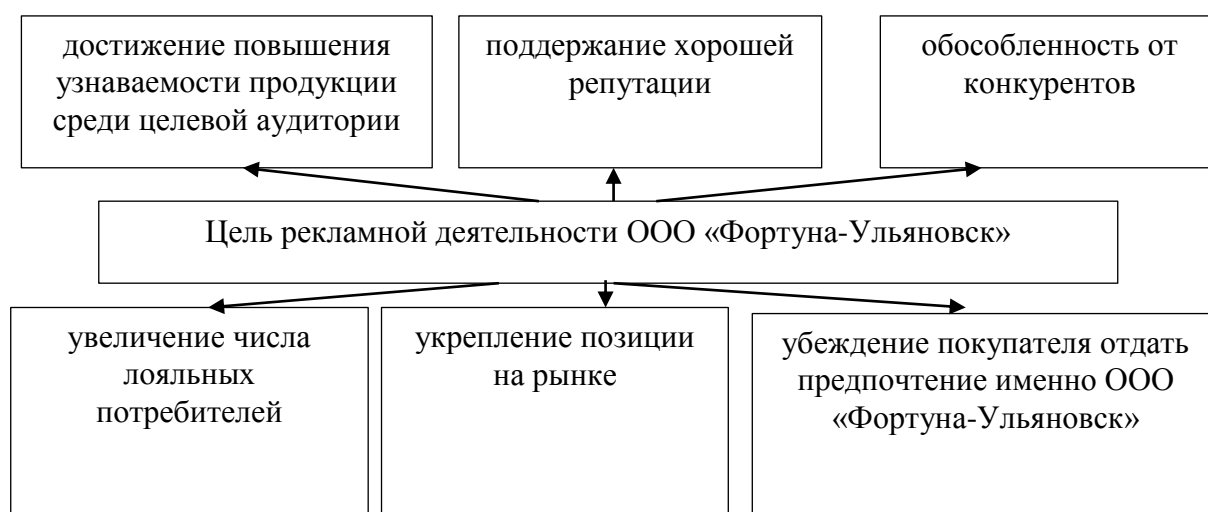 достижение повышения
узнаваемости продукции
среди целевой аудитории
поддержание хорошей
репутации
обособленность от
конкурентов
Цель рекламной деятельности ООО «Фортуна-Ульяновск»
увеличение числа
лояльных
потребителей
укрепление позиции
на рынке
убеждение покупателя отдать
предпочтение именно ООО
«Фортуна-Ульяновск»